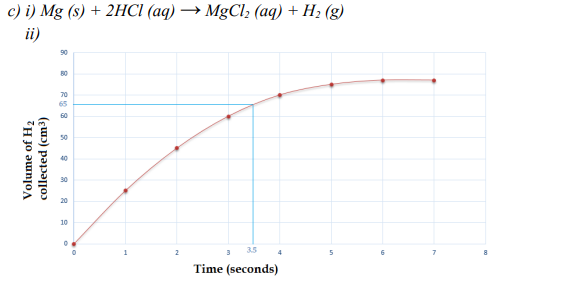 c) i) Mg (s) + 2HCl (aq) → MgCl₂ (aq) + H₂ (g)
ii)
90
80
70
65
60
50
40
30
20
10
0
Volume of H₂
collected (cm³)
0 1 2 3 3.5 4 5 6 7 8
Time (seconds)